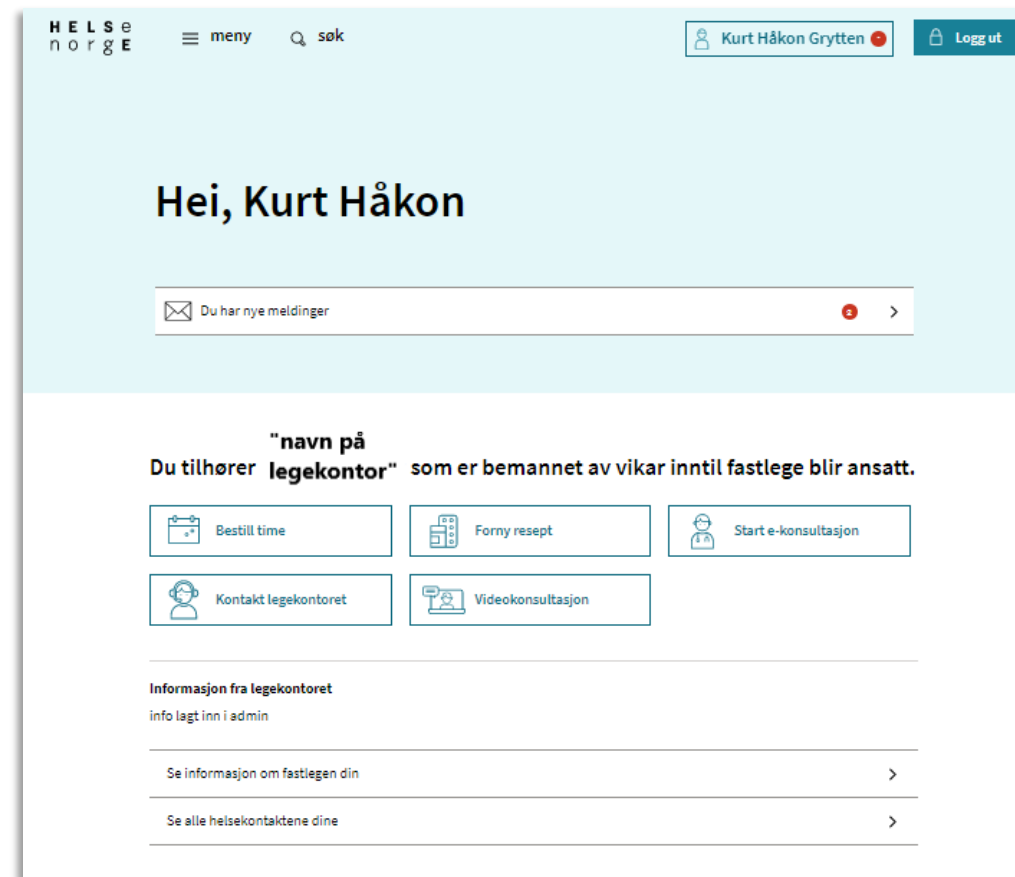 HELSe
norgE
meny
søk
Kurt Håkon Grytten
Logg ut
Hei, Kurt Håkon
Du har nye meldinger
2
Du tilhører "navn på legekontor" som er bemannet av vikar inntil fastlege blir ansatt.
Bestill time
Forny resept
Start e-konsultasjon
Kontakt legekontoret
Videokonsultasjon
Informasjon fra legekontoret
info lagt inn i admin
Se informasjon om fastlegen din
Se alle helsekontaktene dine